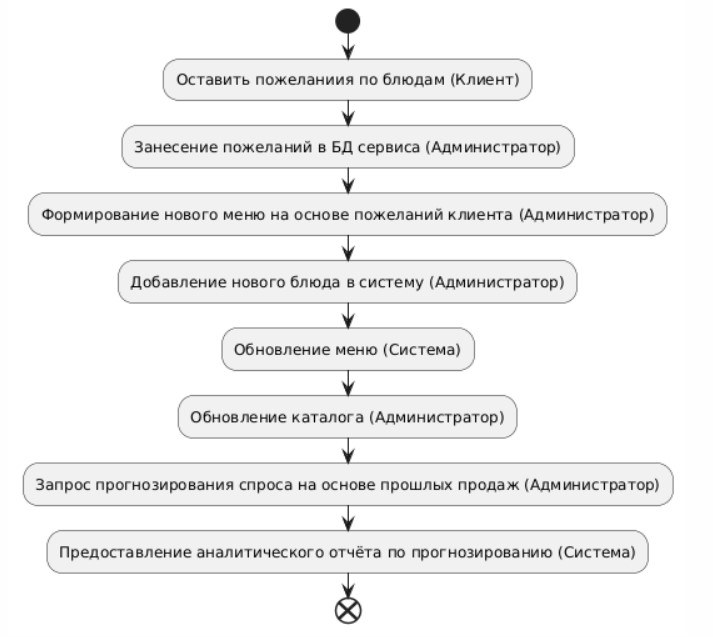 Оставить пожеланиия по блюдам (Клиент)
Занесение пожеланий в БД сервиса (Администратор)
Формирование нового меню на основе пожеланий клиента (Администратор)
Добавление нового блюда в систему (Администратор)
Обновление меню (Система)
Обновление каталога (Администратор)
Запрос прогнозирования спроса на основе прошлых продаж (Администратор)
Предоставление аналитического отчёта по прогнозированию (Система)